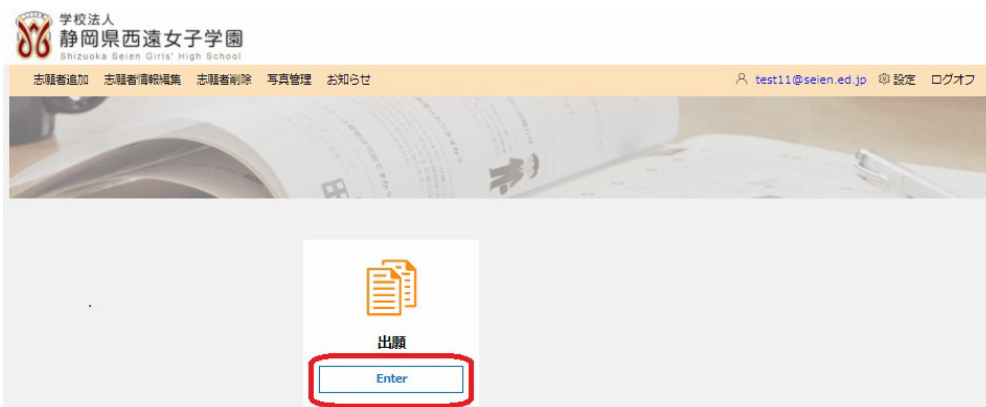 学校法人
静岡県西遠女子学園
Shizuoka Seien Girls' High School
志願者追加 志願者情報編集 志願者削除 写真管理 お知らせ test11@seien.ed.jp 設定 ログオフ
出願
Enter